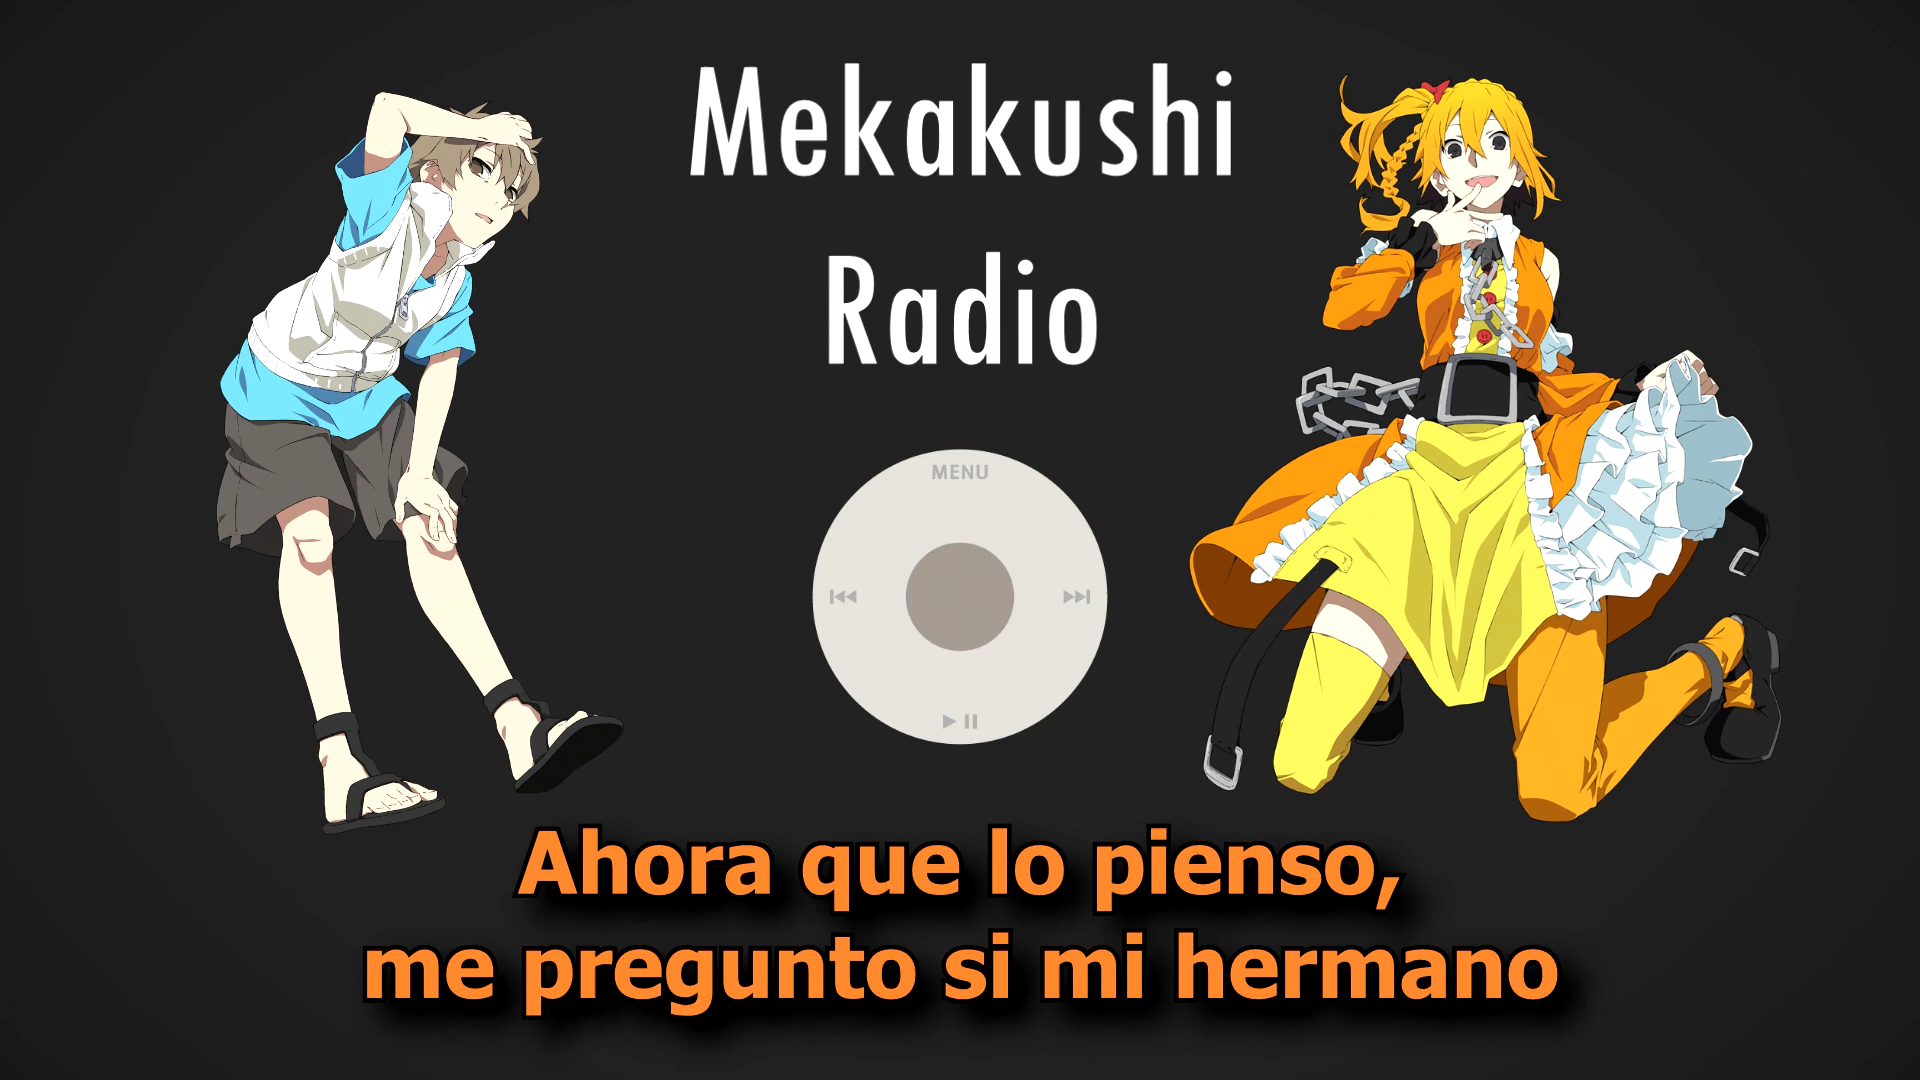 Mekakushi
Radio
MENU
Ahora que lo pienso,
me pregunto si mi hermano